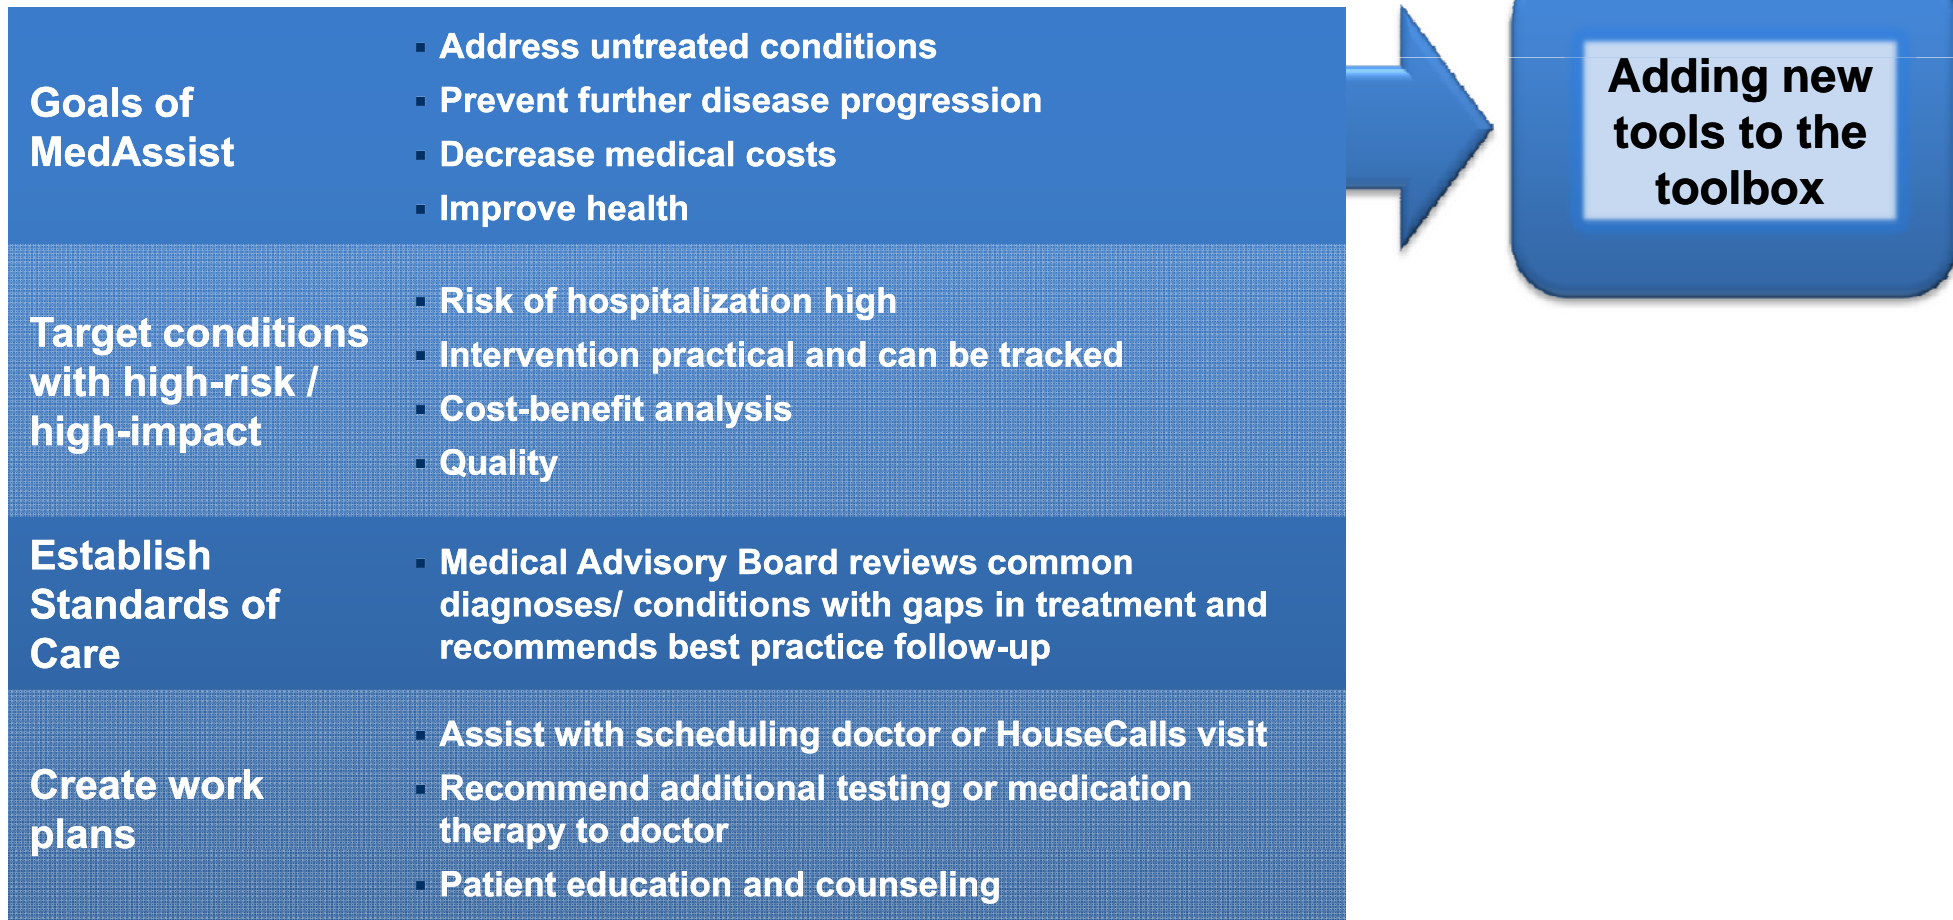 Goals of
MedAssist
▪ Address untreated conditions
▪ Prevent further disease progression
▪ Decrease medical costs
▪ Improve health
Target conditions
with high-risk /
high-impact
▪ Risk of hospitalization high
▪ Intervention practical and can be tracked
▪ Cost-benefit analysis
▪ Quality
Establish
Standards of
Care
▪ Medical Advisory Board reviews common
diagnoses/ conditions with gaps in treatment and
recommends best practice follow-up
Create work
plans
▪ Assist with scheduling doctor or HouseCalls visit
▪ Recommend additional testing or medication
therapy to doctor
▪ Patient education and counseling
Adding new
tools to the
toolbox